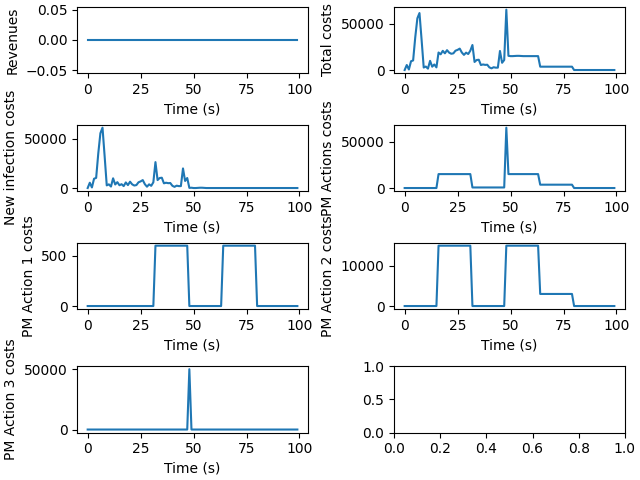 Revenues
0.05
0.00
−0.05
0 25 50 75 100
Time (s)
Total costs
50000
0
0 25 50 75 100
Time (s)
New infection costs
50000
0
0 25 50 75 100
Time (s)
PM Actions costs
50000
0
0 25 50 75 100
Time (s)
PM Action 1 costs
500
0
0 25 50 75 100
Time (s)
PM Action 2 costs
10000
0
0 25 50 75 100
Time (s)
PM Action 3 costs
50000
0
0 25 50 75 100
Time (s)
1.0
0.5
0.0
0.0 0.2 0.4 0.6 0.8 1.0